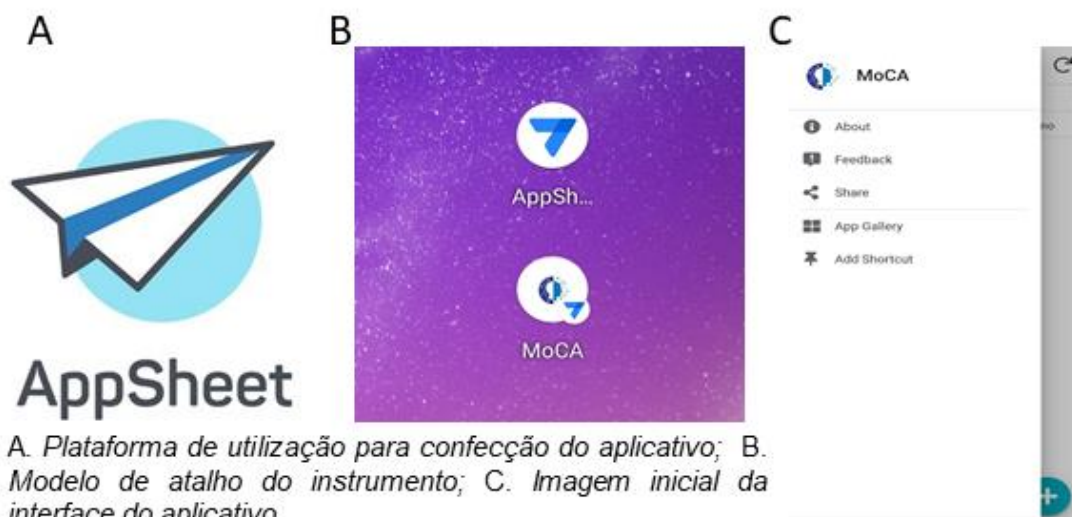 A
B
C
AppSheet
AppSh...
MoCA
MoCA
About
Feedback
Share
App Gallery
Add Shortcut
no
A. Plataforma de utilização para confecção do aplicativo; B.
Modelo de atalho do instrumento; C. Imagem inicial da
interface do aplicativo